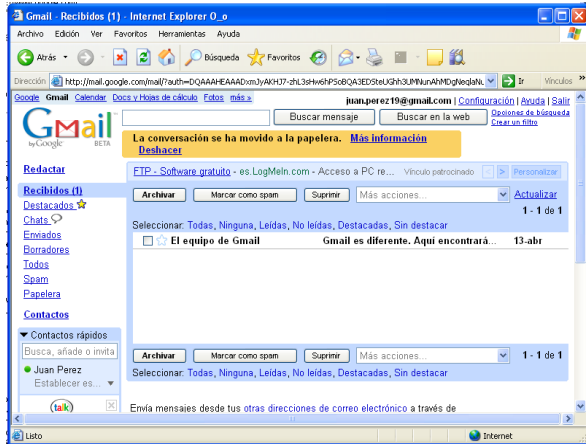 Gmail - Recibidos (1) - Internet Explorer O_o
Archivo Edición Ver Favoritos Herramientas Ayuda
Atrás Búsqueda Favoritos
Dirección http://mail.google.com/mail/?auth=DQAAAHEAAADxmJyAKHJ7-zhL3sHw6hPSoBQA3ED5teUGhh3UMNunAhMDgNeqlaNL Ir Vínculos »
Google Gmail Calendar Docs y Hojas de cálculo Fotos más »
juan.perez19@gmail.com | Configuración | Ayuda | Salir
Gmail
by Google
Buscar mensaje Buscar en la web Opciones de búsqueda
Crear un filtro
La conversación se ha movido a la papelera. Más información
Deshacer
Redactar
Recibidos (1)
Destacados
Chats
Enviados
Borradores
Todos
Spam
Papelera
Contactos
Contactos rápidos
Busca, añade o invita
Juan Perez
Establecer es...
talk
FTP - Software gratuito - es.LogMeIn.com - Acceso a PC re... Vínculo patrocinado < > Personalizar
Archivar Marcar como spam Suprimir Más acciones... Actualizar
1 - 1 de 1
Seleccionar: Todas, Ninguna, Leídas, No leídas, Destacadas, Sin destacar
El equipo de Gmail Gmail es diferente. Aquí encontrará... 13-abr
Archivar Marcar como spam Suprimir Más acciones... 1 - 1 de 1
Seleccionar: Todas, Ninguna, Leídas, No leídas, Destacadas, Sin destacar
Envía mensajes desde tus otras direcciones de correo electrónico a través de
Listo Internet